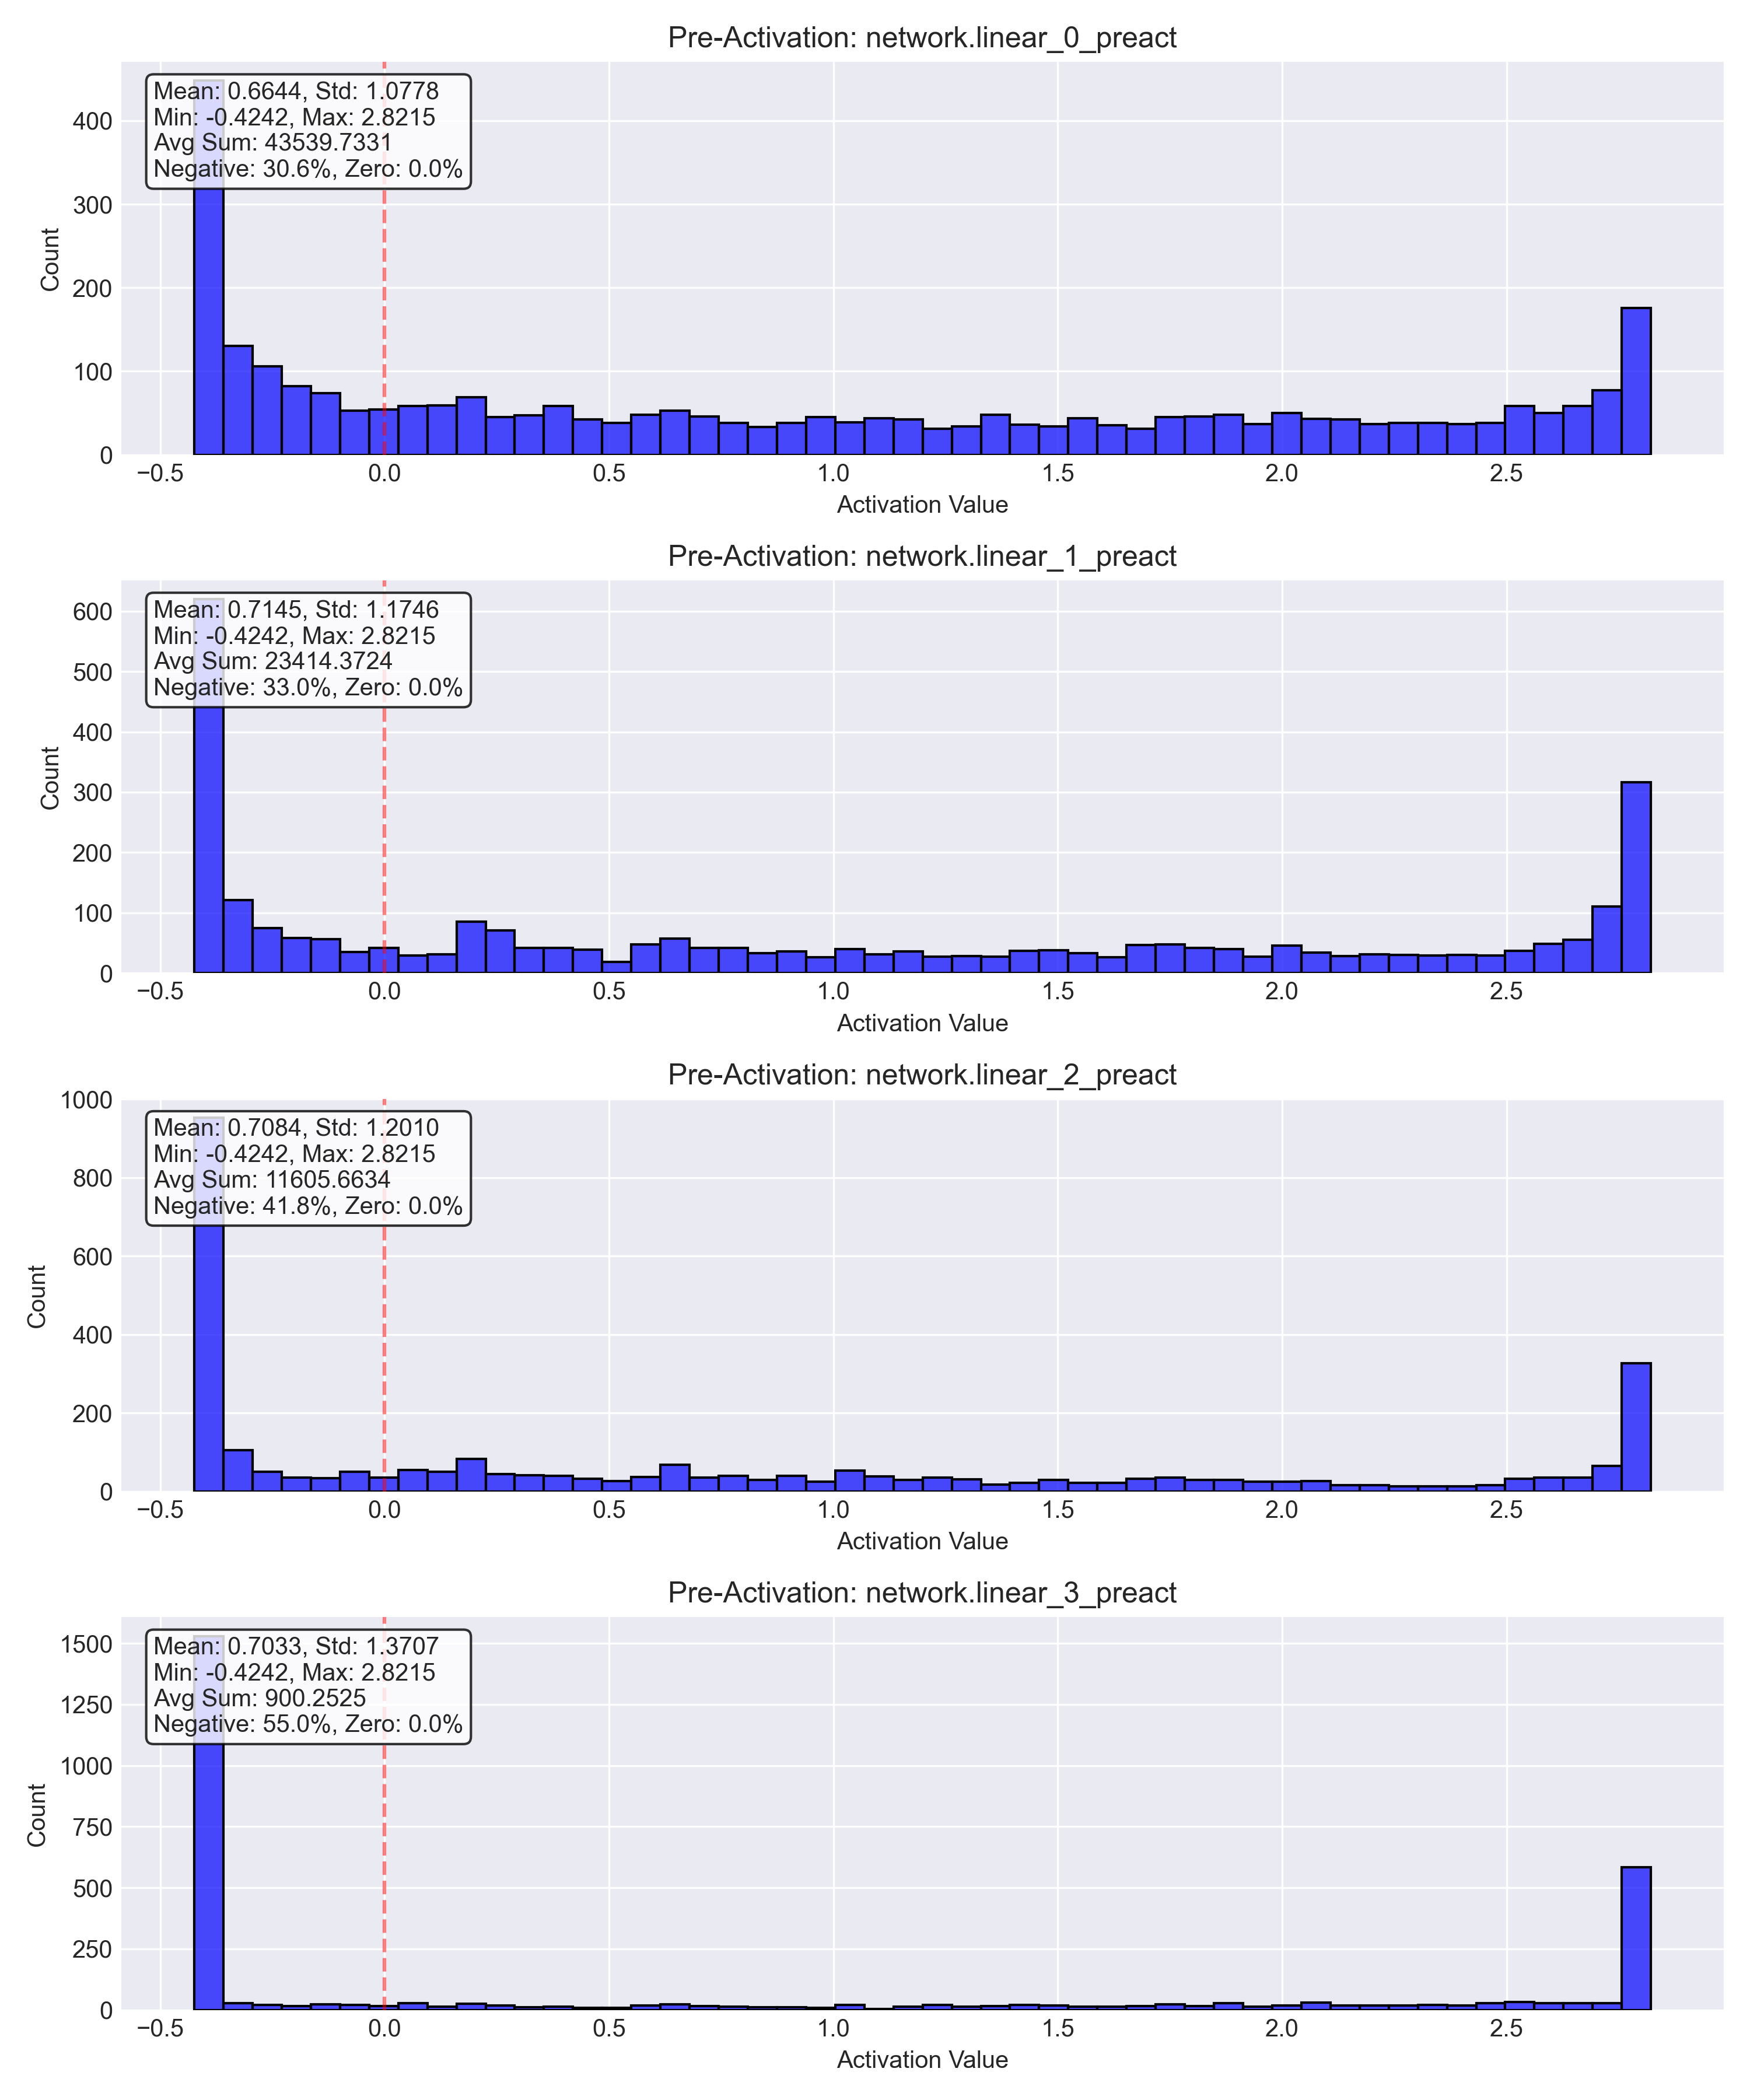 Pre-Activation: network.linear_0_preact
Mean: 0.6644, Std: 1.0778
Min: -0.4242, Max: 2.8215
Avg Sum: 43539.7331
Negative: 30.6%, Zero: 0.0%
400
300
200
100
0
Count
−0.5 0.0 0.5 1.0 1.5 2.0 2.5
Activation Value
Pre-Activation: network.linear_1_preact
Mean: 0.7145, Std: 1.1746
Min: -0.4242, Max: 2.8215
Avg Sum: 23414.3724
Negative: 33.0%, Zero: 0.0%
600
500
400
300
200
100
0
Count
−0.5 0.0 0.5 1.0 1.5 2.0 2.5
Activation Value
Pre-Activation: network.linear_2_preact
Mean: 0.7084, Std: 1.2010
Min: -0.4242, Max: 2.8215
Avg Sum: 11605.6634
Negative: 41.8%, Zero: 0.0%
1000
800
600
400
200
0
Count
−0.5 0.0 0.5 1.0 1.5 2.0 2.5
Activation Value
Pre-Activation: network.linear_3_preact
Mean: 0.7033, Std: 1.3707
Min: -0.4242, Max: 2.8215
Avg Sum: 900.2525
Negative: 55.0%, Zero: 0.0%
1500
1250
1000
750
500
250
0
Count
−0.5 0.0 0.5 1.0 1.5 2.0 2.5
Activation Value